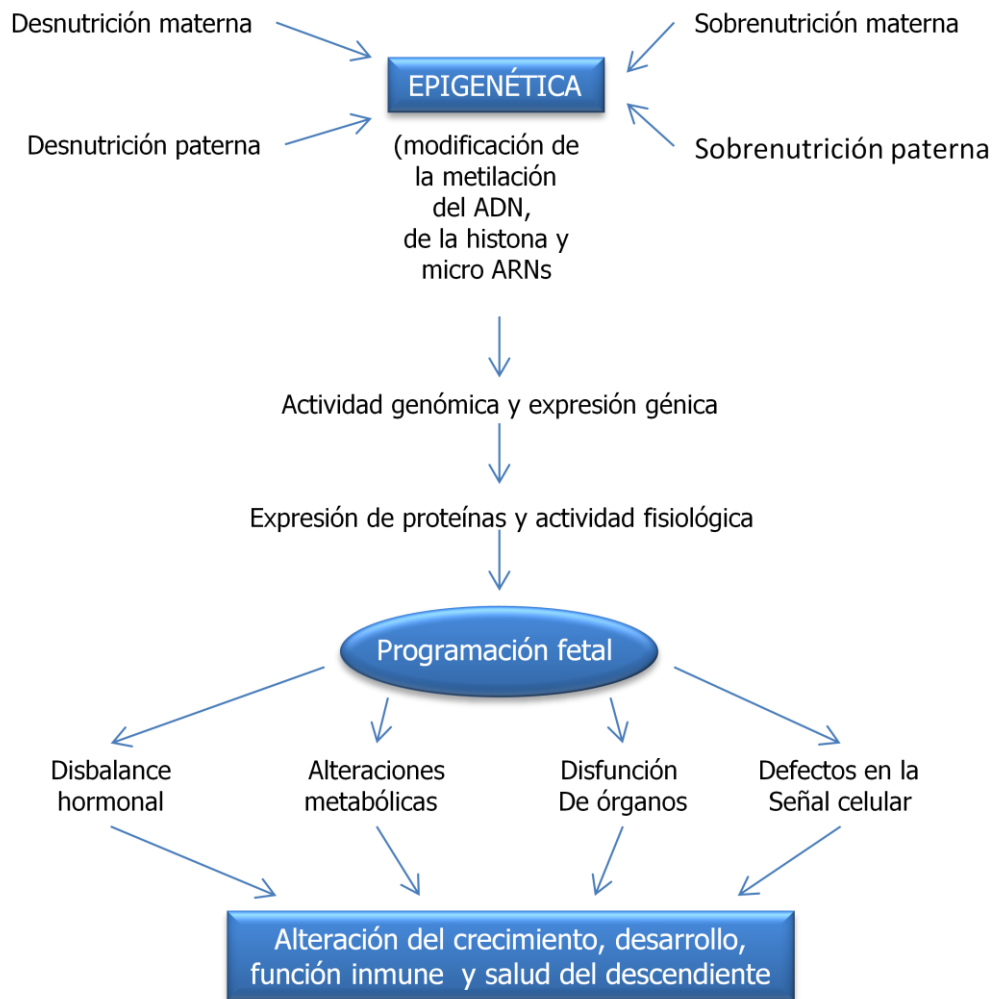 Desnutrición materna
Sobrenutrición materna
EPIGENÉTICA
Desnutrición paterna
Sobrenutrición paterna
(modificación de
la metilación
del ADN,
de la histona y
micro ARNs
Actividad genómica y expresión génica
Expresión de proteínas y actividad fisiológica
Programación fetal
Disbalance
hormonal
Alteraciones
metabólicas
Disfunción
De órganos
Defectos en la
Señal celular
Alteración del crecimiento, desarrollo,
función inmune y salud del descendiente